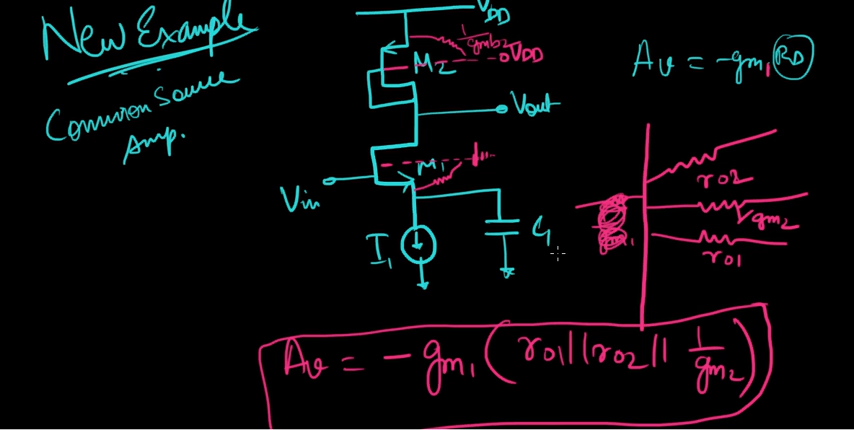 New Example
Common Source
Amp.
VDD
1/gmb2
VDD
M2
Vout
M1
Vin
I1
C1
Av = -gm1 RD
ro2
1/gm2
ro1
Av = -gm1 (ro1||ro2||1/gm2)